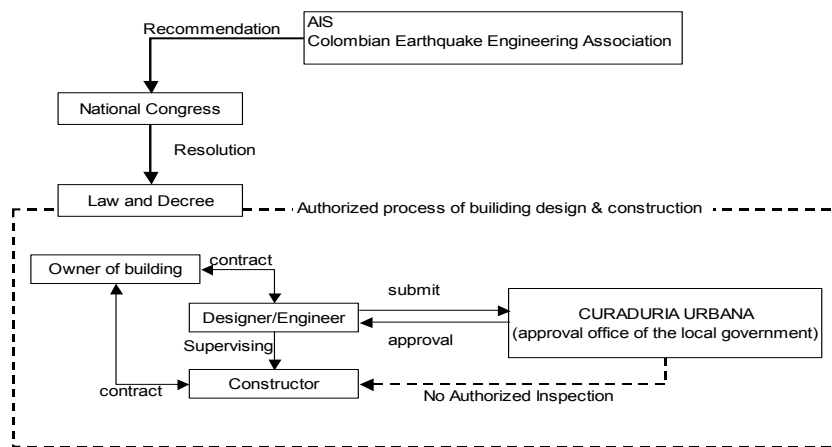 AIS
Colombian Earthquake Engineering Association
Recommendation
National Congress
Resolution
Law and Decree
Authorized process of builiding design & construction
Owner of building
contract
Designer/Engineer
submit
approval
CURADURIA URBANA
(approval office of the local government)
Supervising
Constructor
contract
No Authorized Inspection